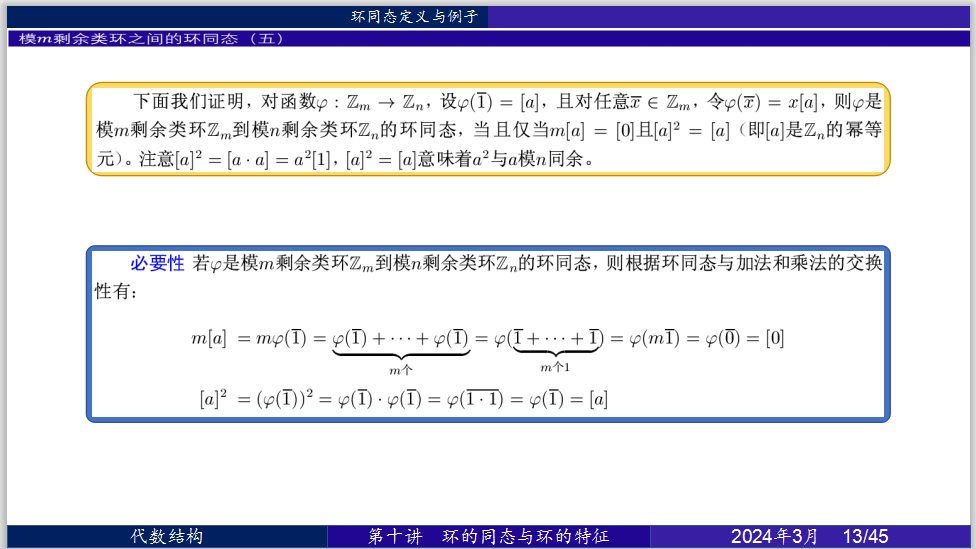 环同态定义与例子
模m剩余类环之间的环同态（五）
下面我们证明，对函数φ : ℤₘ → ℤₙ，设φ(1̅) = [a]，且对任意x̅ ∈ ℤₘ，令φ(x̅) = x[a]，则φ是
模m剩余类环ℤₘ到模n剩余类环ℤₙ的环同态，当且仅当m[a] = [0]且[a]² = [a]（即[a]是ℤₙ的幂等
元）。注意[a]² = [a · a] = a²[1]，[a]² = [a]意味着a²与a模n同余。
必要性 若φ是模m剩余类环ℤₘ到模n剩余类环ℤₙ的环同态，则根据环同态与加法和乘法的交换
性有：
m[a] = mφ(1̅) = φ(1̅) + ··· + φ(1̅) = φ(1̅ + ··· + 1̅) = φ(m1̅) = φ(0̅) = [0]
m个 m个1
[a]² = (φ(1̅))² = φ(1̅) · φ(1̅) = φ(1̅ ·̅ 1̅) = φ(1̅) = [a]
代数结构 第十讲 环的同态与环的特征 2024年3月 13/45